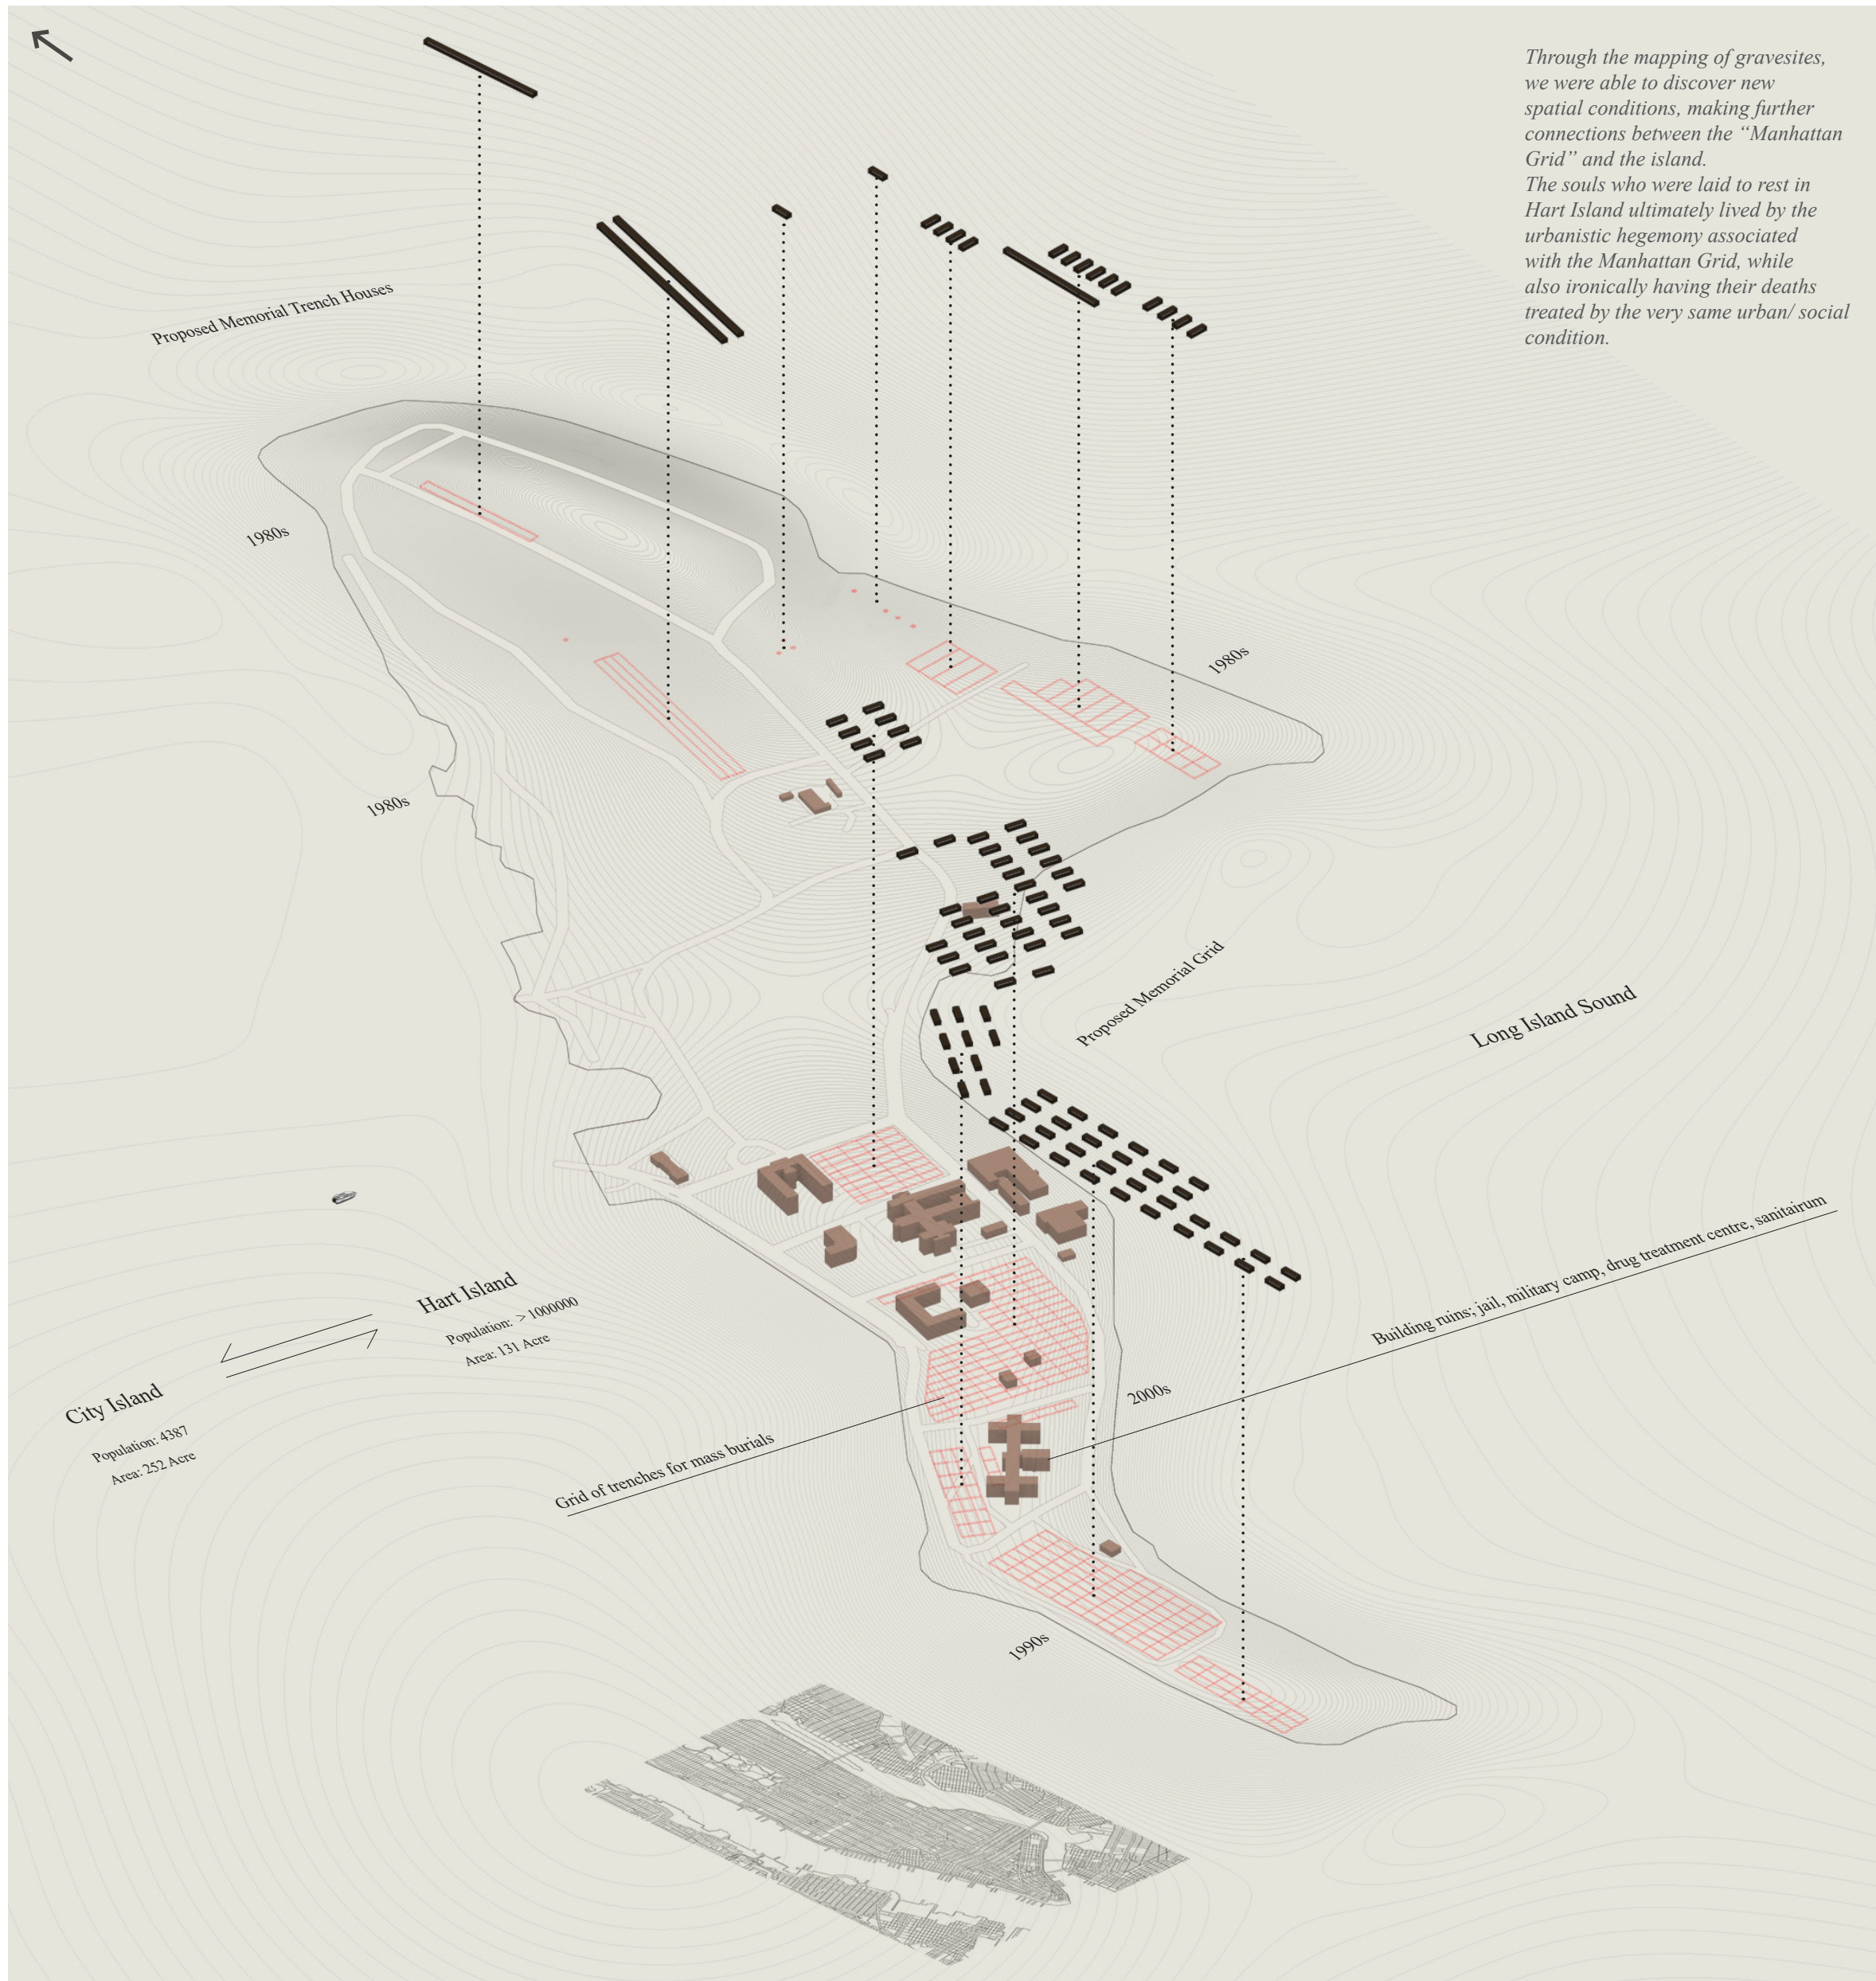 Through the mapping of gravesites,
we were able to discover new
spatial conditions, making further
connections between the “Manhattan
Grid” and the island.
The souls who were laid to rest in
Hart Island ultimately lived by the
urbanistic hegemony associated
with the Manhattan Grid, while
also ironically having their deaths
treated by the very same urban/ social
condition.
Proposed Memorial Trench Houses
1980s
1980s
1980s
Proposed Memorial Grid
Long Island Sound
Building ruins; jail, military camp, drug treatment centre, sanitairum
Hart Island
Population: > 1000000
Area: 131 Acre
City Island
Population: 4387
Area: 252 Acre
2000s
Grid of trenches for mass burials
1990s